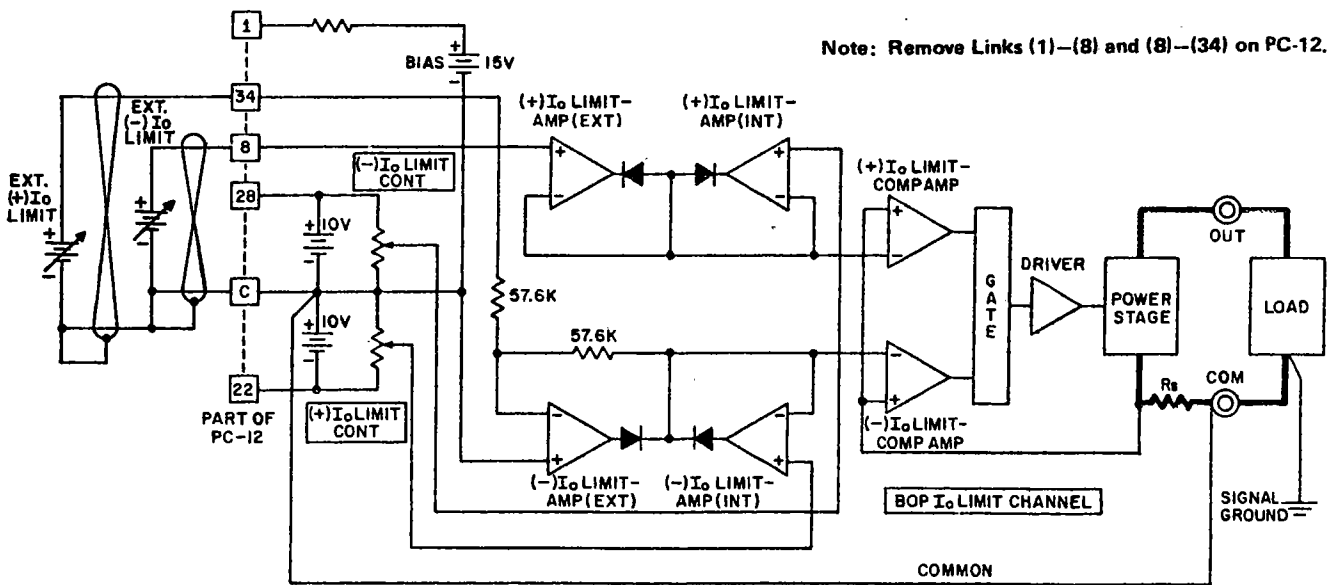 Note: Remove Links (1)–(8) and (8)–(34) on PC-12.
1
BIAS
+
-
15V
34
EXT.
(-)Io
LIMIT
8
EXT.
(+)Io
LIMIT
+
-
+
-
28
(-)Io LIMIT
CONT
+
10V
-
C
+
10V
-
22
PART OF
PC-12
(+)Io LIMIT
CONT
57.6K
57.6K
(+)Io LIMIT-
AMP(EXT)
+
-
(+)Io LIMIT-
AMP(INT)
+
-
(+)Io LIMIT-
COMP AMP
+
-
-
+
(-)Io LIMIT-
COMP AMP
-
+
(-)Io LIMIT-
AMP(EXT)
-
+
(-)Io LIMIT-
AMP(INT)
GATE
DRIVER
POWER
STAGE
OUT
LOAD
Rs
COM
BOP Io LIMIT CHANNEL
SIGNAL
GROUND
COMMON